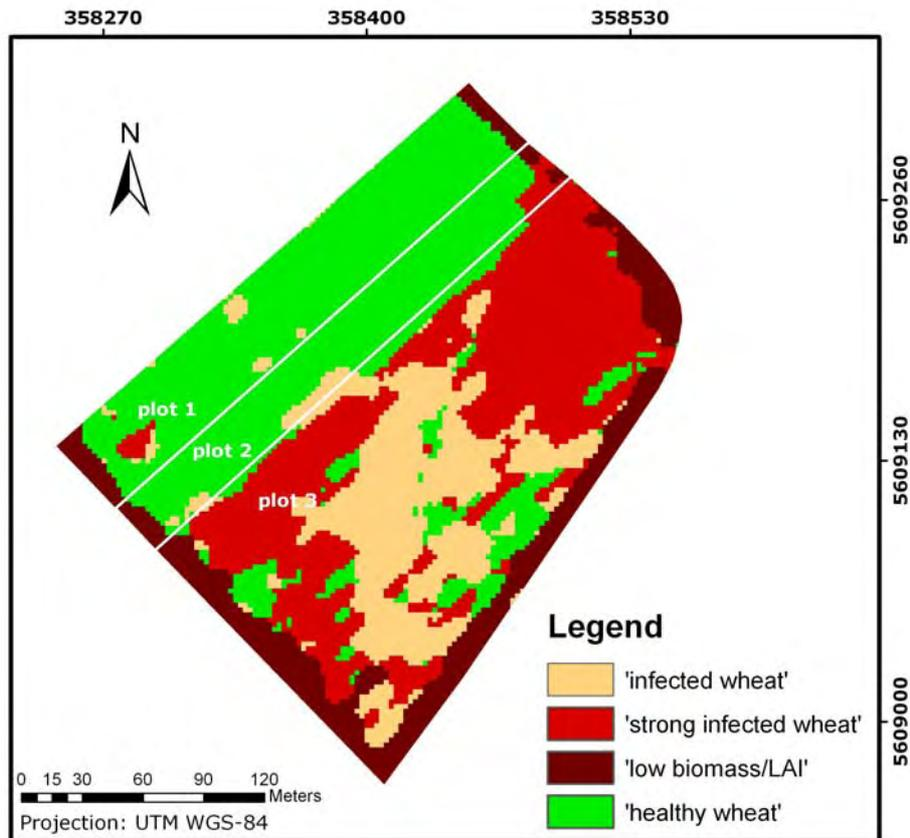 358270 358400 358530
N
5609260
plot 1
plot 2
5609130
plot 3
Legend
'infected wheat'
'strong infected wheat'
5609000
'low biomass/LAI'
'healthy wheat'
0 15 30 60 90 120
Meters
Projection: UTM WGS-84